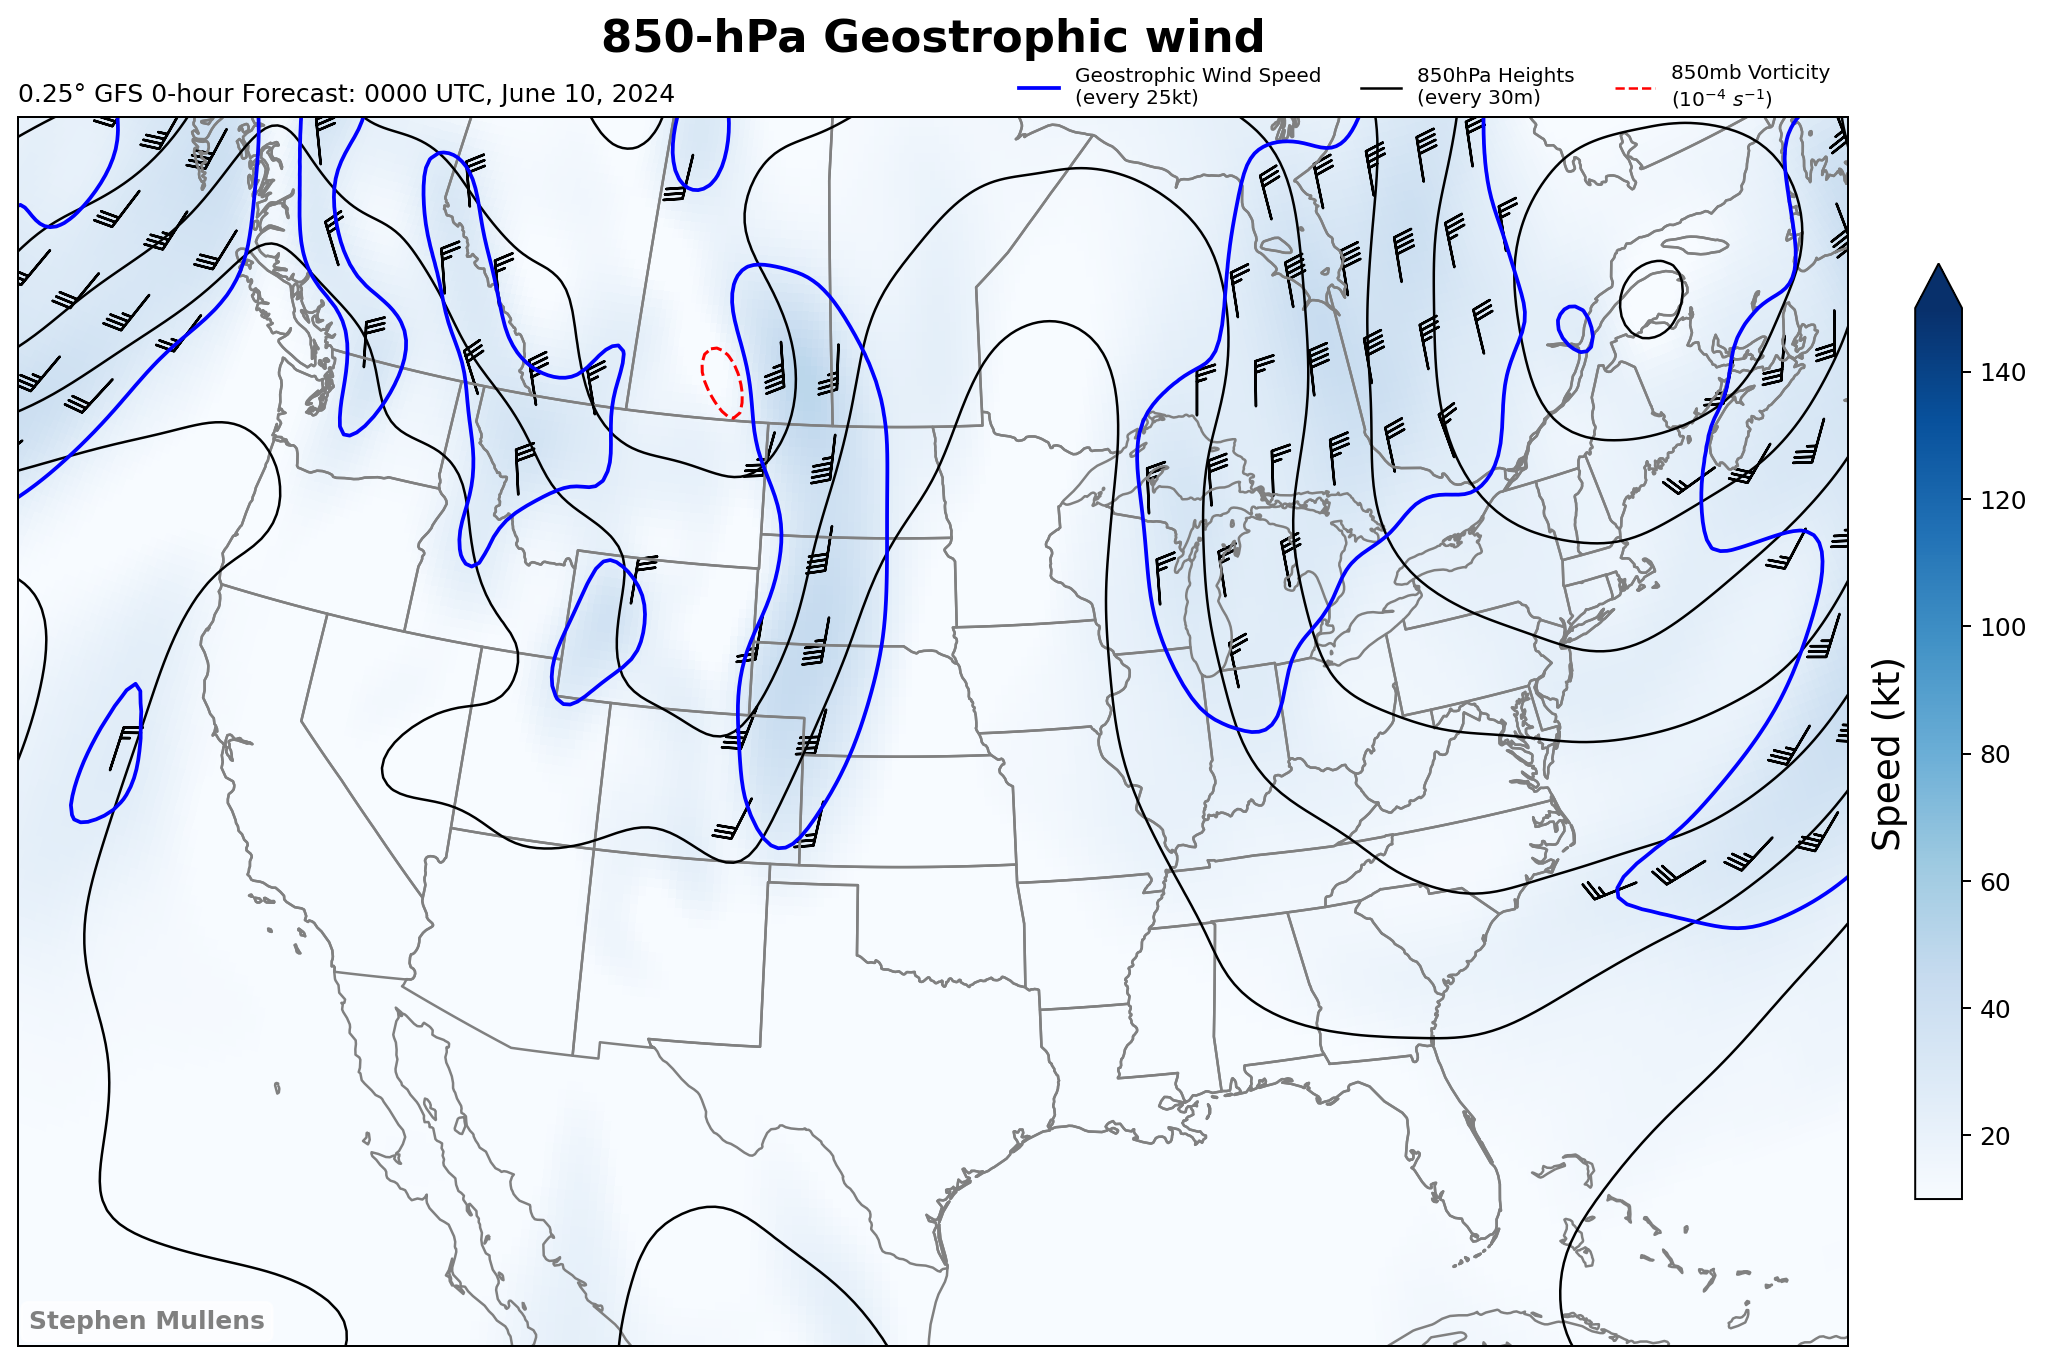 850-hPa Geostrophic wind
0.25° GFS 0-hour Forecast: 0000 UTC, June 10, 2024
Geostrophic Wind Speed
(every 25kt)
850hPa Heights
(every 30m)
850mb Vorticity
(10⁻⁴ s⁻¹)
140
120
100
80
60
40
20
Speed (kt)
Stephen Mullens